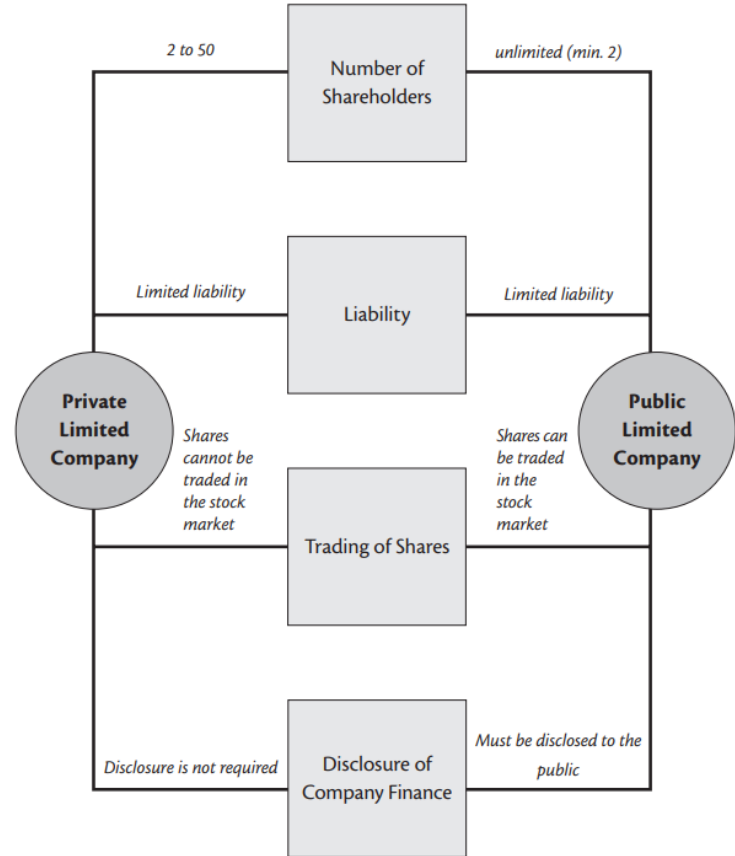 2 to 50
Number of
Shareholders
unlimited (min. 2)
Limited liability
Liability
Limited liability
Private
Limited
Company
Shares
cannot be
traded in
the stock
market
Shares can
be traded
in the
stock
market
Public
Limited
Company
Trading of Shares
Disclosure is not required
Disclosure of
Company Finance
Must be disclosed to the
public